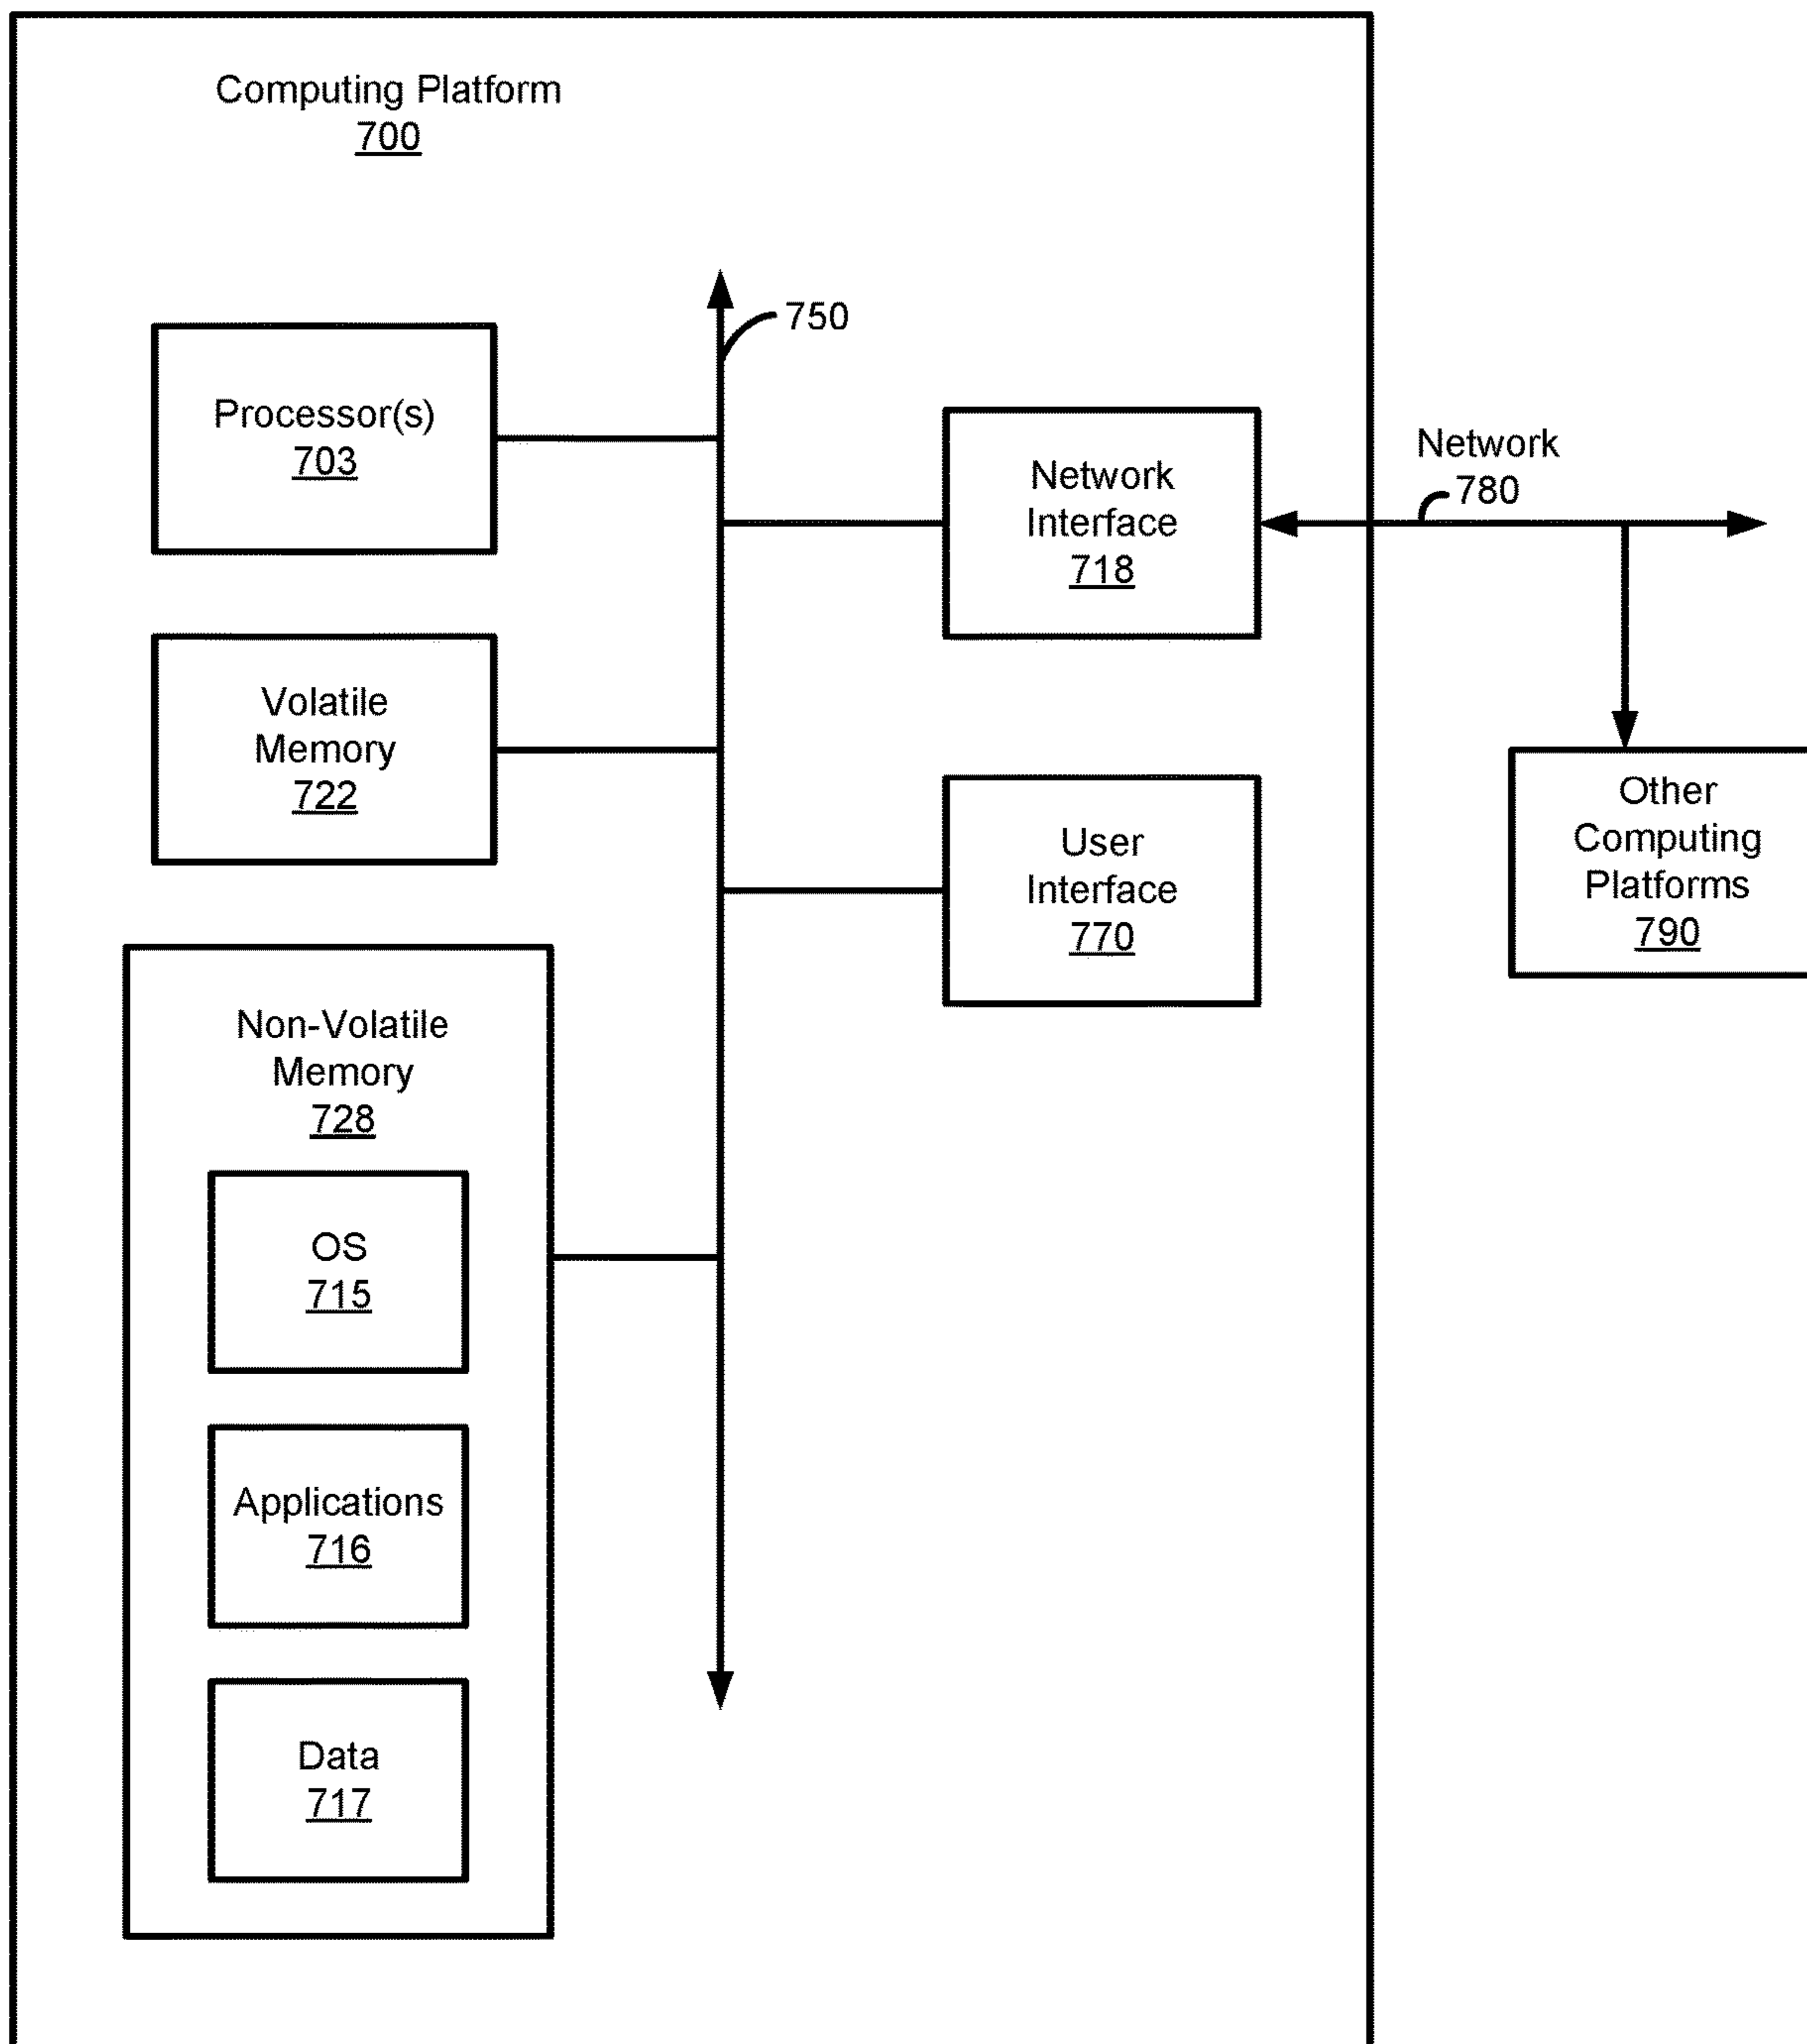 Computing Platform
700
750
Processor(s)
703
Network
Interface
718
Network
780
Volatile
Memory
722
User
Interface
770
Other
Computing
Platforms
790
Non-Volatile
Memory
728
OS
715
Applications
716
Data
717